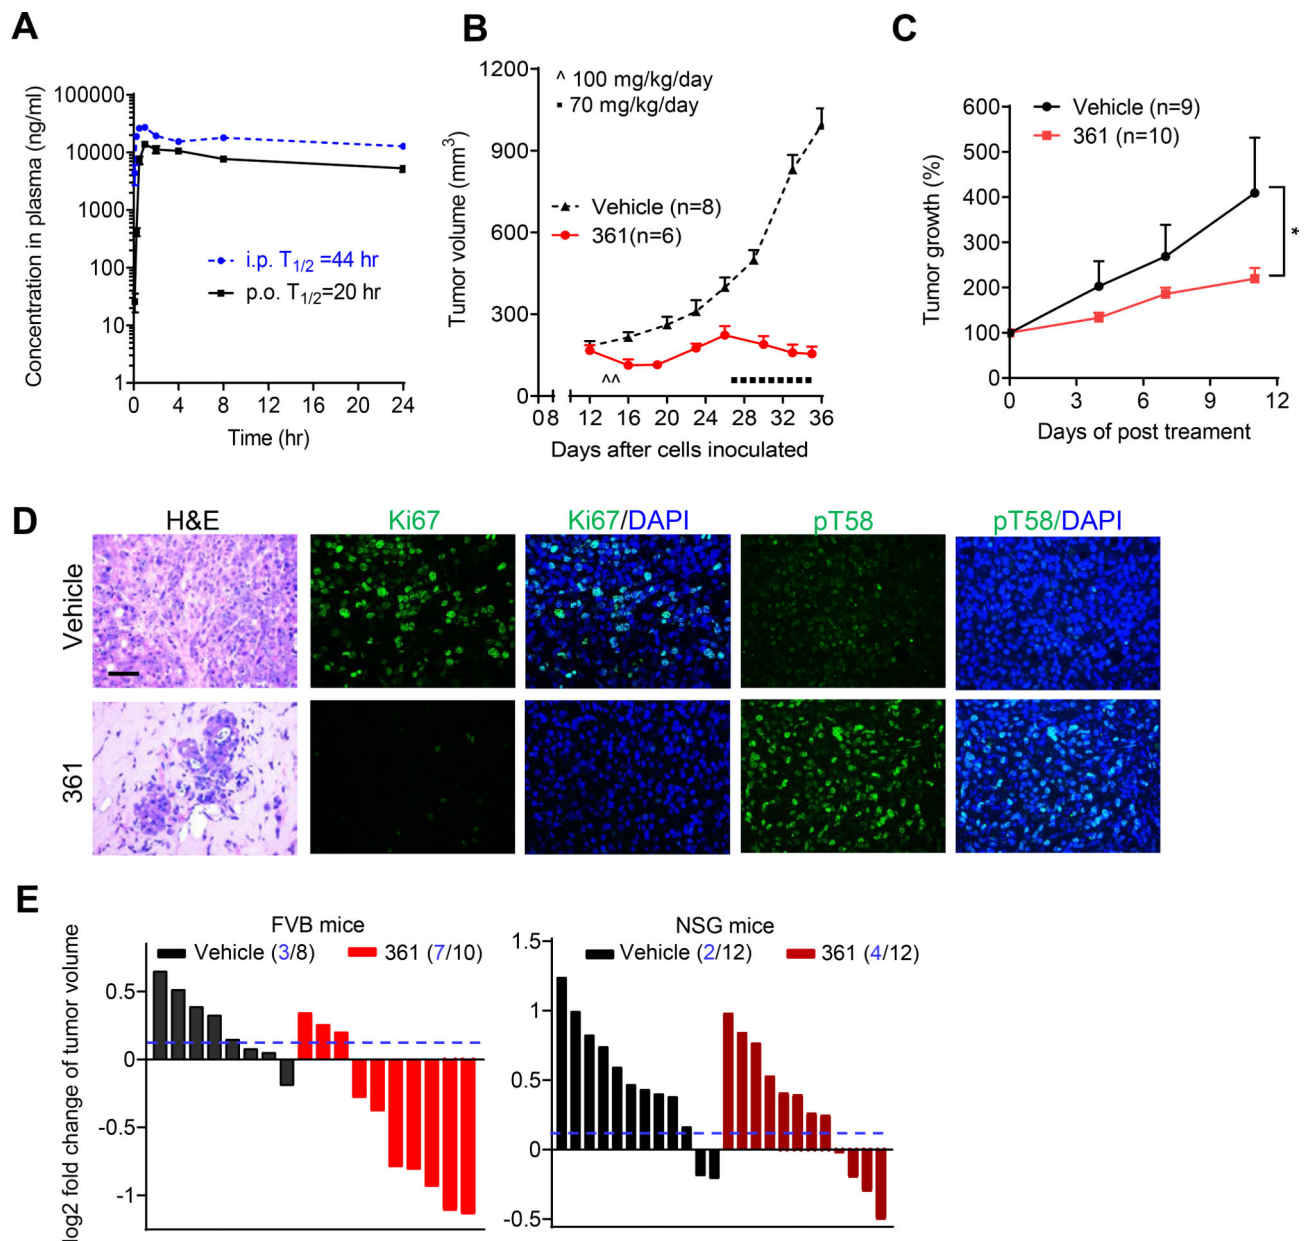 A
Concentration in plasma (ng/ml)
100000
10000
1000
100
10
1
i.p. T1/2 =44 hr
p.o. T1/2=20 hr
0 4 8 12 16 20 24
Time (hr)
B
Tumor volume (mm3)
1200
900
600
300
0
^ 100 mg/kg/day
▪ 70 mg/kg/day
Vehicle (n=8)
361(n=6)
^^
0 8 12 16 20 24 28 32 36
Days after cells inoculated
C
Tumor growth (%)
600
500
400
300
200
100
0
Vehicle (n=9)
361 (n=10)
*
0 3 6 9 12
Days of post treament
D
H&E Ki67 Ki67/DAPI pT58 pT58/DAPI
Vehicle
361
E
log2 fold change of tumor volume
FVB mice
Vehicle (3/8) 361 (7/10)
0.5
0
-0.5
-1
NSG mice
Vehicle (2/12) 361 (4/12)
1.5
1
0.5
0
-0.5